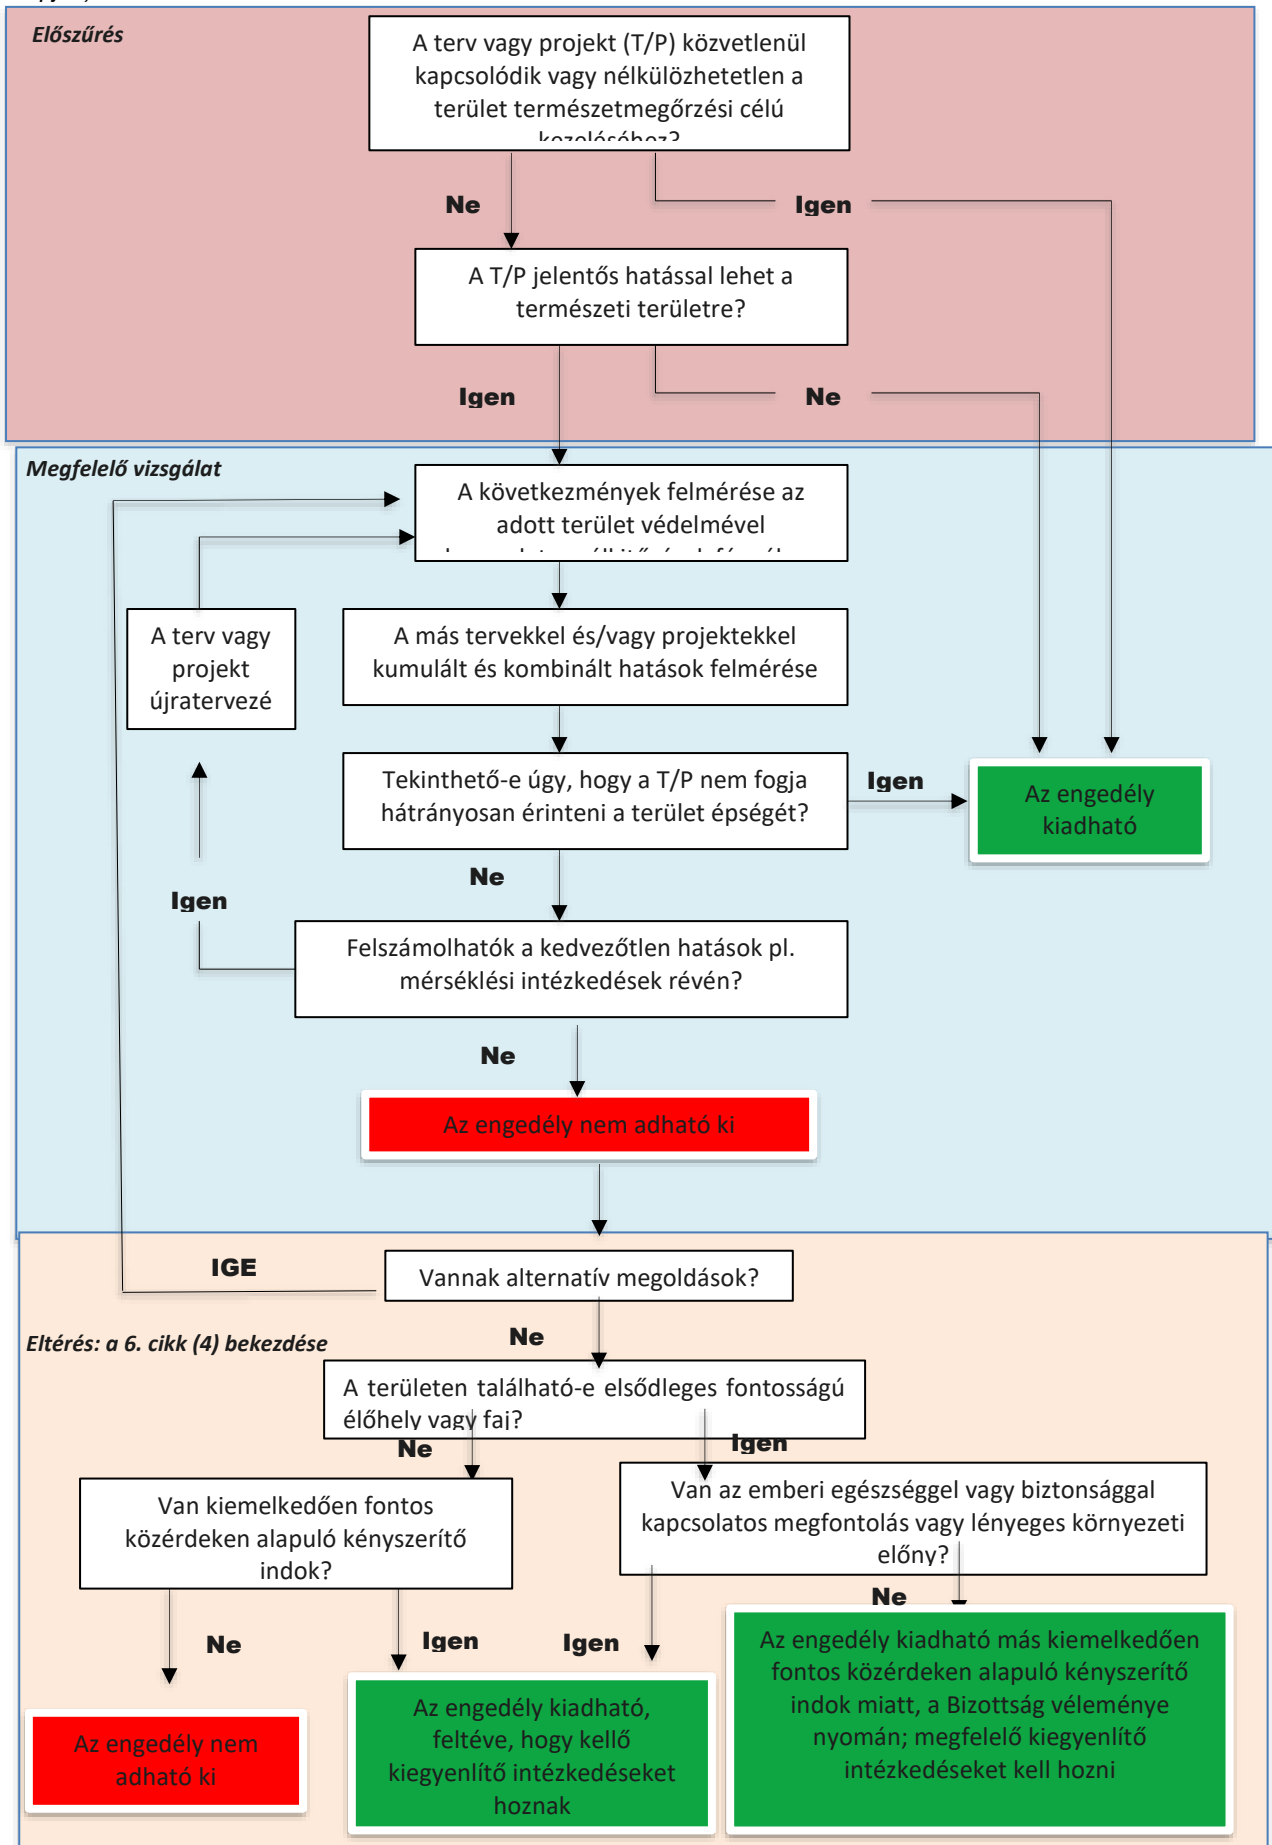 Előszűrés
A terv vagy projekt (T/P) közvetlenül
kapcsolódik vagy nélkülözhetetlen a
terület természetmegőrzési célú
kezeléséhez?
Ne
Igen
A T/P jelentős hatással lehet a
természeti területre?
Igen
Ne
Megfelelő vizsgálat
A következmények felmérése az
adott terület védelmével
A terv vagy
projekt
újratervezé
A más tervekkel és/vagy projektekkel
kumulált és kombinált hatások felmérése
Tekinthető-e úgy, hogy a T/P nem fogja
hátrányosan érinteni a terület épségét?
Igen
Az engedély
kiadható
Ne
Igen
Felszámolhatók a kedvezőtlen hatások pl.
mérséklési intézkedések révén?
Ne
Az engedély nem adható ki
IGE
Vannak alternatív megoldások?
Eltérés: a 6. cikk (4) bekezdése
Ne
A területen található-e elsődleges fontosságú
élőhely vagy faj?
Ne
Igen
Van kiemelkedően fontos
közérdeken alapuló kényszerítő
indok?
Van az emberi egészséggel vagy biztonsággal
kapcsolatos megfontolás vagy lényeges környezeti
előny?
Ne
Igen
Igen
Ne
Az engedély nem
adható ki
Az engedély kiadható,
feltéve, hogy kellő
kiegyenlítő intézkedéseket
hoznak
Az engedély kiadható más kiemelkedően
fontos közérdeken alapuló kényszerítő
indok miatt, a Bizottság véleménye
nyomán; megfelelő kiegyenlítő
intézkedéseket kell hozni